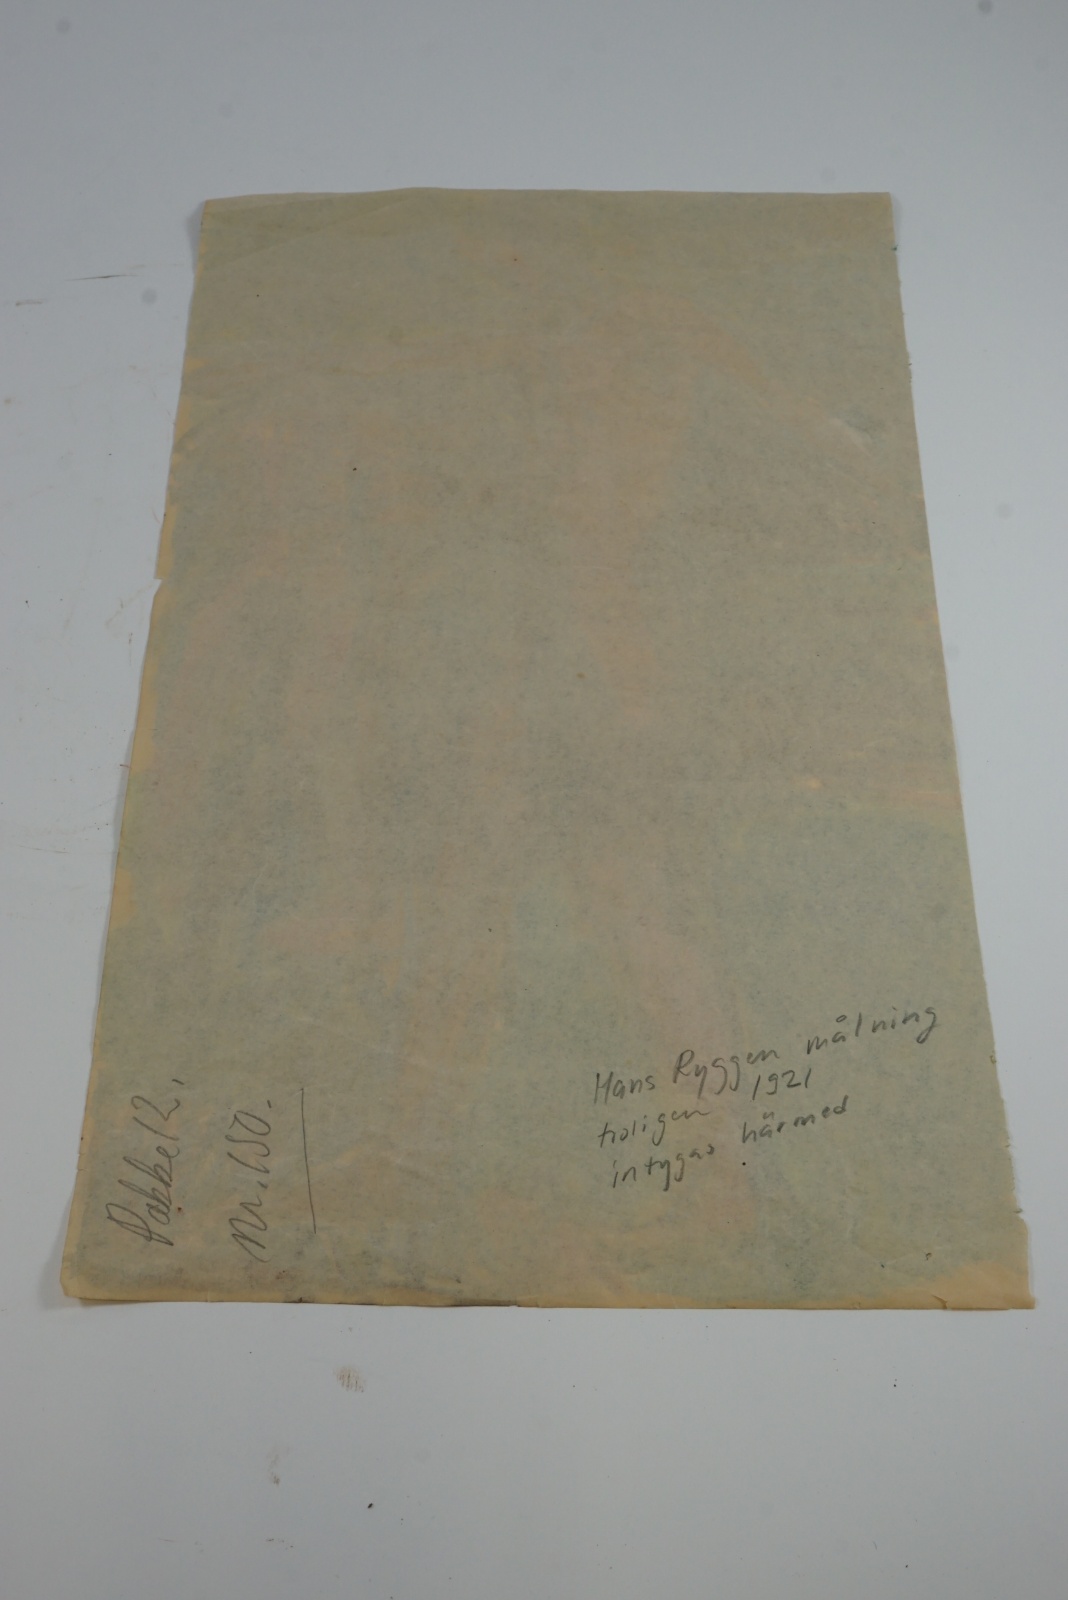 Pakke 12.
Nr. 150.
Hans Ryggen målning
troligen 1921
intygas härmed